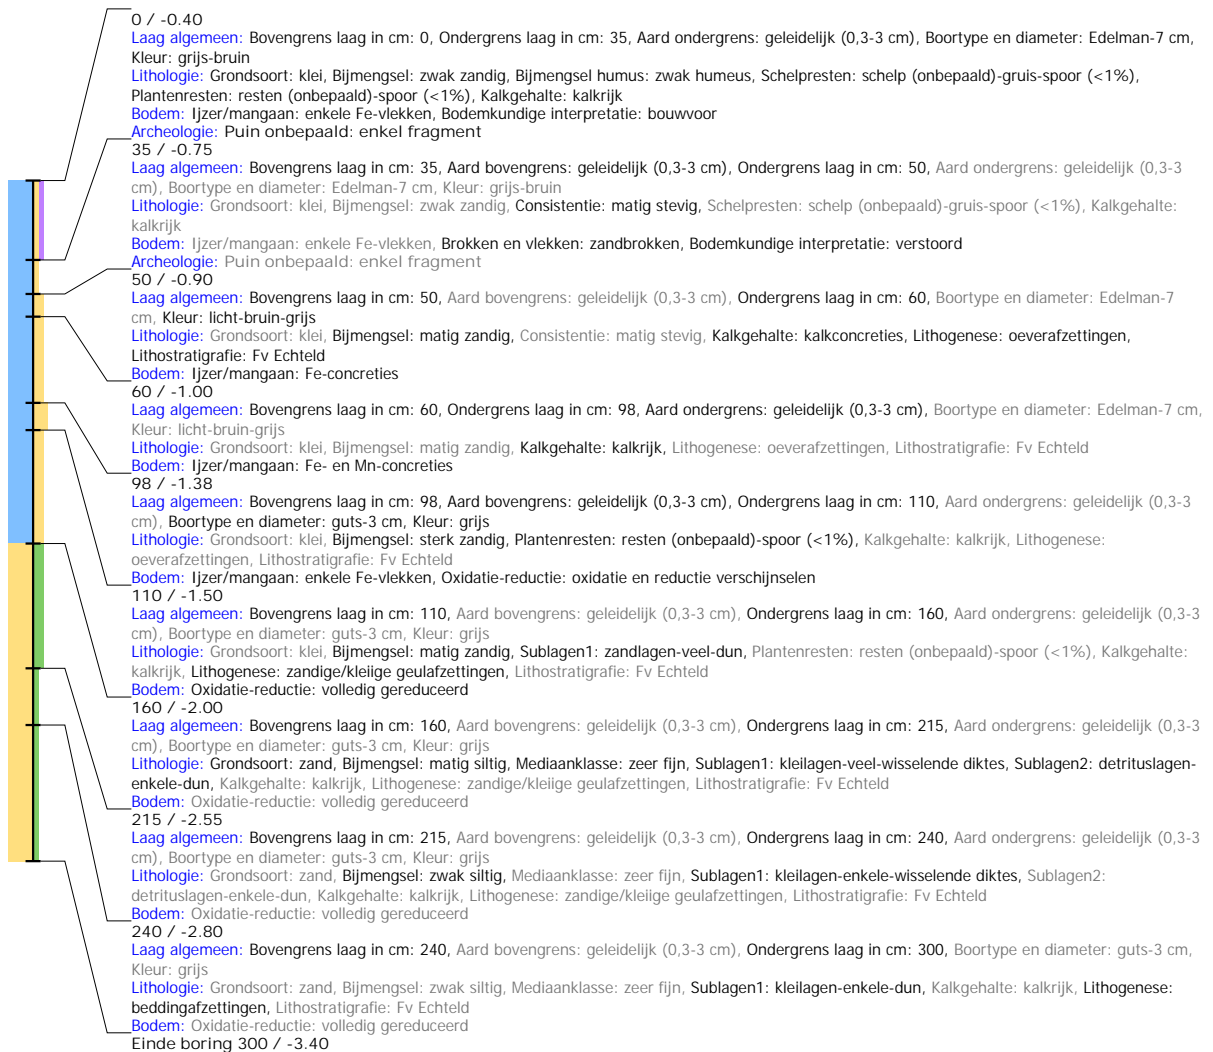 0 / -0.40
Laag algemeen: Bovengrens laag in cm: 0, Ondergrens laag in cm: 35, Aard ondergrens: geleidelijk (0,3-3 cm), Boortype en diameter: Edelman-7 cm,
Kleur: grijs-bruin
Lithologie: Grondsoort: klei, Bijmengsel: zwak zandig, Bijmengsel humus: zwak humeus, Schelpresten: schelp (onbepaald)-gruis-spoor (<1%),
Plantenresten: resten (onbepaald)-spoor (<1%), Kalkgehalte: kalkrijk
Bodem: Ijzer/mangaan: enkele Fe-vlekken, Bodemkundige interpretatie: bouwvoor
Archeologie: Puin onbepaald: enkel fragment
35 / -0.75
Laag algemeen: Bovengrens laag in cm: 35, Aard bovengrens: geleidelijk (0,3-3 cm), Ondergrens laag in cm: 50, Aard ondergrens: geleidelijk (0,3-3
cm), Boortype en diameter: Edelman-7 cm, Kleur: grijs-bruin
Lithologie: Grondsoort: klei, Bijmengsel: zwak zandig, Consistentie: matig stevig, Schelpresten: schelp (onbepaald)-gruis-spoor (<1%), Kalkgehalte:
kalkrijk
Bodem: Ijzer/mangaan: enkele Fe-vlekken, Brokken en vlekken: zandbrokken, Bodemkundige interpretatie: verstoord
Archeologie: Puin onbepaald: enkel fragment
50 / -0.90
Laag algemeen: Bovengrens laag in cm: 50, Aard bovengrens: geleidelijk (0,3-3 cm), Ondergrens laag in cm: 60, Boortype en diameter: Edelman-7
cm, Kleur: licht-bruin-grijs
Lithologie: Grondsoort: klei, Bijmengsel: matig zandig, Consistentie: matig stevig, Kalkgehalte: kalkconcreties, Lithogenese: oeverafzettingen,
Lithostratigrafie: Fv Echteld
Bodem: Ijzer/mangaan: Fe-concreties
60 / -1.00
Laag algemeen: Bovengrens laag in cm: 60, Ondergrens laag in cm: 98, Aard ondergrens: geleidelijk (0,3-3 cm), Boortype en diameter: Edelman-7 cm,
Kleur: licht-bruin-grijs
Lithologie: Grondsoort: klei, Bijmengsel: matig zandig, Kalkgehalte: kalkrijk, Lithogenese: oeverafzettingen, Lithostratigrafie: Fv Echteld
Bodem: Ijzer/mangaan: Fe- en Mn-concreties
98 / -1.38
Laag algemeen: Bovengrens laag in cm: 98, Aard bovengrens: geleidelijk (0,3-3 cm), Ondergrens laag in cm: 110, Aard ondergrens: geleidelijk (0,3-3
cm), Boortype en diameter: guts-3 cm, Kleur: grijs
Lithologie: Grondsoort: klei, Bijmengsel: sterk zandig, Plantenresten: resten (onbepaald)-spoor (<1%), Kalkgehalte: kalkrijk, Lithogenese:
oeverafzettingen, Lithostratigrafie: Fv Echteld
Bodem: Ijzer/mangaan: enkele Fe-vlekken, Oxidatie-reductie: oxidatie en reductie verschijnselen
110 / -1.50
Laag algemeen: Bovengrens laag in cm: 110, Aard bovengrens: geleidelijk (0,3-3 cm), Ondergrens laag in cm: 160, Aard ondergrens: geleidelijk (0,3-3
cm), Boortype en diameter: guts-3 cm, Kleur: grijs
Lithologie: Grondsoort: klei, Bijmengsel: matig zandig, Sublagen1: zandlagen-veel-dun, Plantenresten: resten (onbepaald)-spoor (<1%), Kalkgehalte:
kalkrijk, Lithogenese: zandige/kleiige geulafzettingen, Lithostratigrafie: Fv Echteld
Bodem: Oxidatie-reductie: volledig gereduceerd
160 / -2.00
Laag algemeen: Bovengrens laag in cm: 160, Aard bovengrens: geleidelijk (0,3-3 cm), Ondergrens laag in cm: 215, Aard ondergrens: geleidelijk (0,3-3
cm), Boortype en diameter: guts-3 cm, Kleur: grijs
Lithologie: Grondsoort: zand, Bijmengsel: matig siltig, Mediaanklasse: zeer fijn, Sublagen1: kleilagen-veel-wisselende diktes, Sublagen2: detrituslagen-
enkele-dun, Kalkgehalte: kalkrijk, Lithogenese: zandige/kleiige geulafzettingen, Lithostratigrafie: Fv Echteld
Bodem: Oxidatie-reductie: volledig gereduceerd
215 / -2.55
Laag algemeen: Bovengrens laag in cm: 215, Aard bovengrens: geleidelijk (0,3-3 cm), Ondergrens laag in cm: 240, Aard ondergrens: geleidelijk (0,3-3
cm), Boortype en diameter: guts-3 cm, Kleur: grijs
Lithologie: Grondsoort: zand, Bijmengsel: zwak siltig, Mediaanklasse: zeer fijn, Sublagen1: kleilagen-enkele-wisselende diktes, Sublagen2:
detrituslagen-enkele-dun, Kalkgehalte: kalkrijk, Lithogenese: zandige/kleiige geulafzettingen, Lithostratigrafie: Fv Echteld
Bodem: Oxidatie-reductie: volledig gereduceerd
240 / -2.80
Laag algemeen: Bovengrens laag in cm: 240, Aard bovengrens: geleidelijk (0,3-3 cm), Ondergrens laag in cm: 300, Boortype en diameter: guts-3 cm,
Kleur: grijs
Lithologie: Grondsoort: zand, Bijmengsel: zwak siltig, Mediaanklasse: zeer fijn, Sublagen1: kleilagen-enkele-dun, Kalkgehalte: kalkrijk, Lithogenese:
beddingafzettingen, Lithostratigrafie: Fv Echteld
Bodem: Oxidatie-reductie: volledig gereduceerd
Einde boring 300 / -3.40